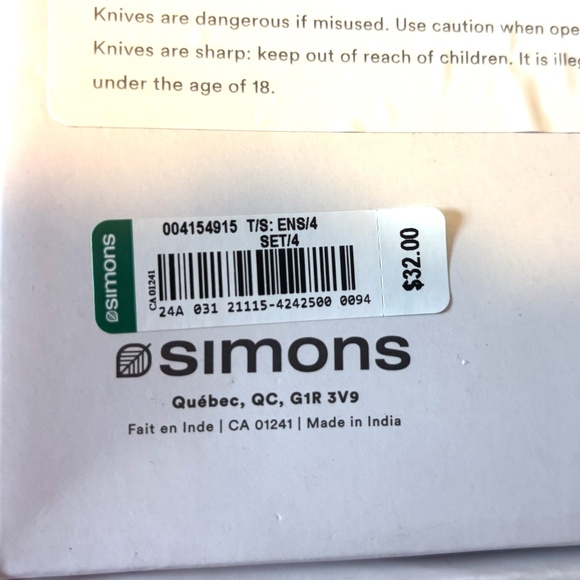 Knives are dangerous if misused. Use caution when ope
Knives are sharp: keep out of reach of children. It is illeg
under the age of 18.
simons
004154915 T/S: ENS/4
SET/4
CA 01241
24A 031 21115-4242500 0094
$32.00
simons
Québec, QC, G1R 3V9
Fait en Inde | CA 01241 | Made in India